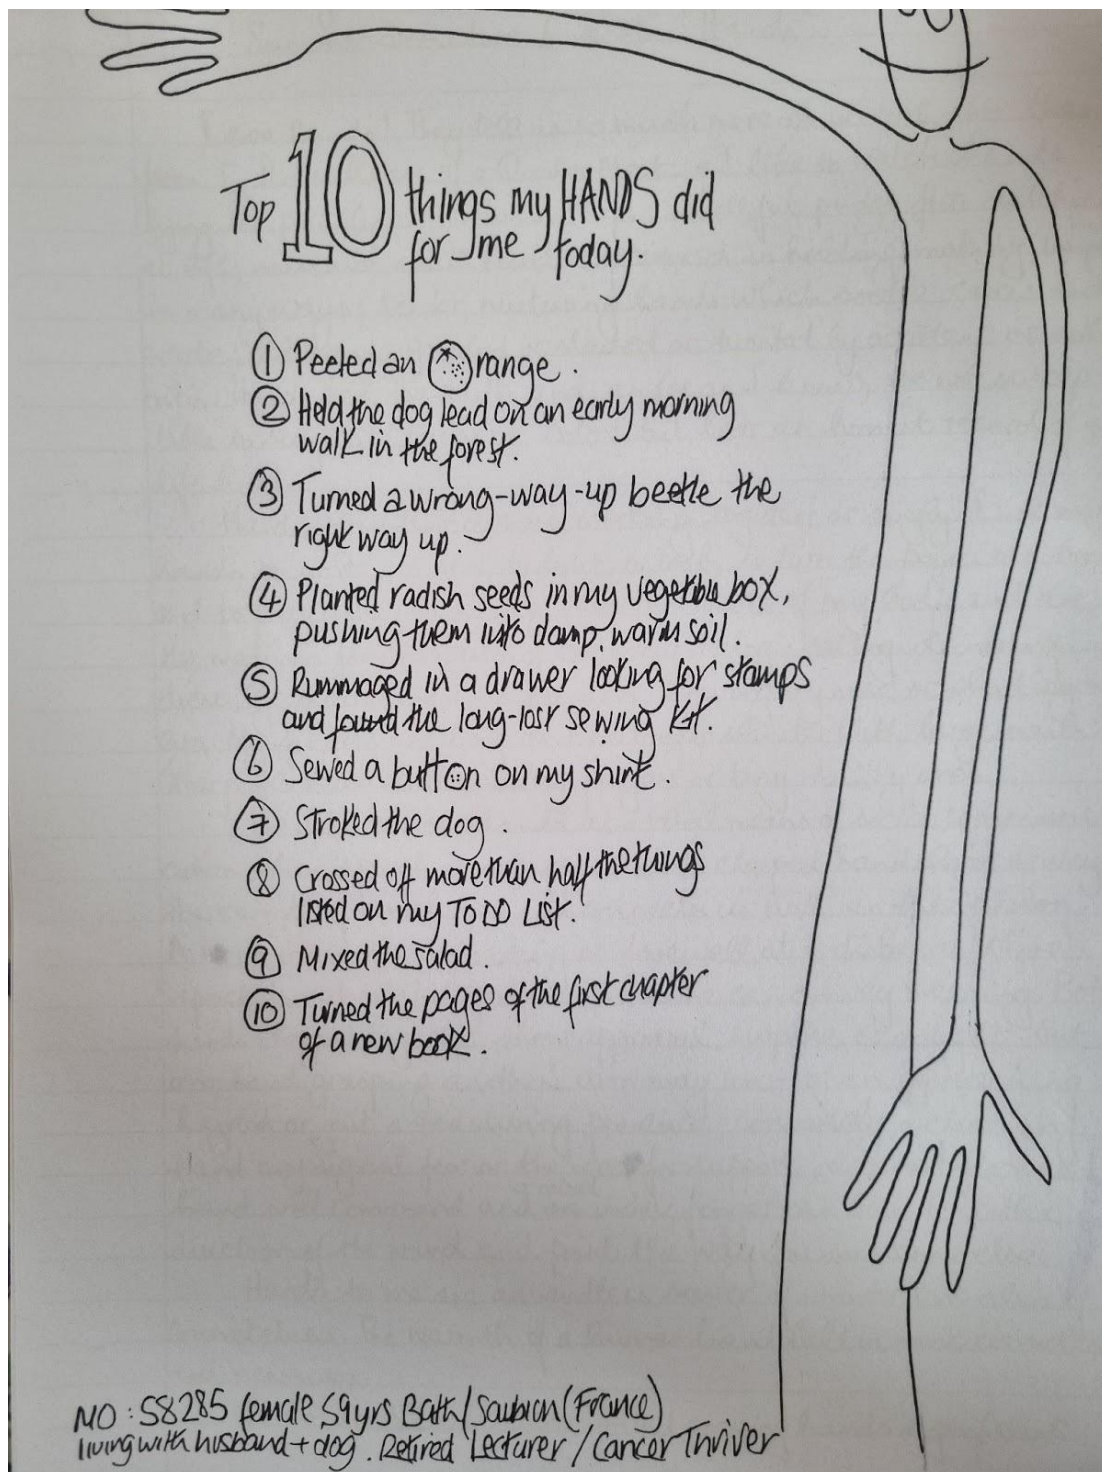 Top 10 things my HANDS did
for me today.
① Peeled an Orange.
② Held the dog lead on an early morning
walk in the forest.
③ Turned a wrong-way-up beetle the
right way up.
④ Planted radish seeds in my vegetable box,
pushing them into damp, warm soil.
⑤ Rummaged in a drawer looking for stamps
and found the long-lost sewing kit.
⑥ Sewed a button on my shirt.
⑦ Stroked the dog.
⑧ Crossed off more than half the things
listed on my TO DO List.
⑨ Mixed the salad.
⑩ Turned the pages of the first chapter
of a new book.
MO: S8285 female 59yrs Bath/Saubion (France)
living with husband + dog. Retired Lecturer / Cancer Thriver